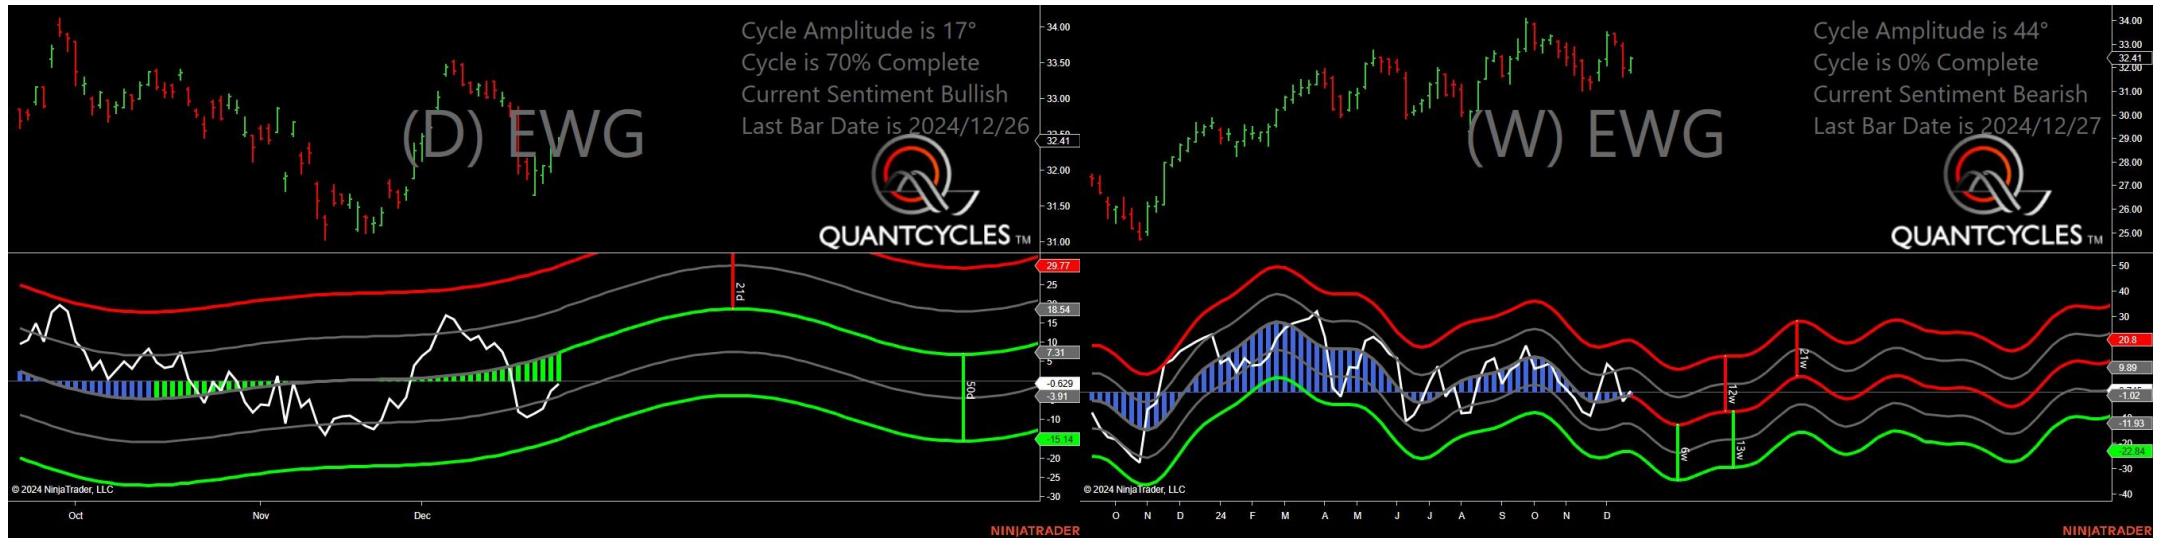 Cycle Amplitude is 17°
Cycle is 70% Complete
Current Sentiment Bullish
Last Bar Date is 2024/12/26
(D) EWG
QUANTCYCLES TM
34.00
33.50
33.00
32.41
32.00
31.50
31.00
29.77
25
18.54
15
10
7.31
5
-0.629
-3.91
-10
-15.14
-20
-25
-30
21d
50d
© 2024 NinjaTrader, LLC
Oct
Nov
Dec
NINJATRADER
Cycle Amplitude is 44°
Cycle is 0% Complete
Current Sentiment Bearish
Last Bar Date is 2024/12/27
(W) EWG
QUANTCYCLES TM
34.00
33.00
32.41
32.00
31.00
30.00
29.00
28.00
27.00
26.00
25.00
50
40
30
20.8
9.89
-1.02
-11.93
-22.84
-30
-40
12w
21w
6w
13w
© 2024 NinjaTrader, LLC
O N D 24 F M A M J J A S O N D
NINJATRADER